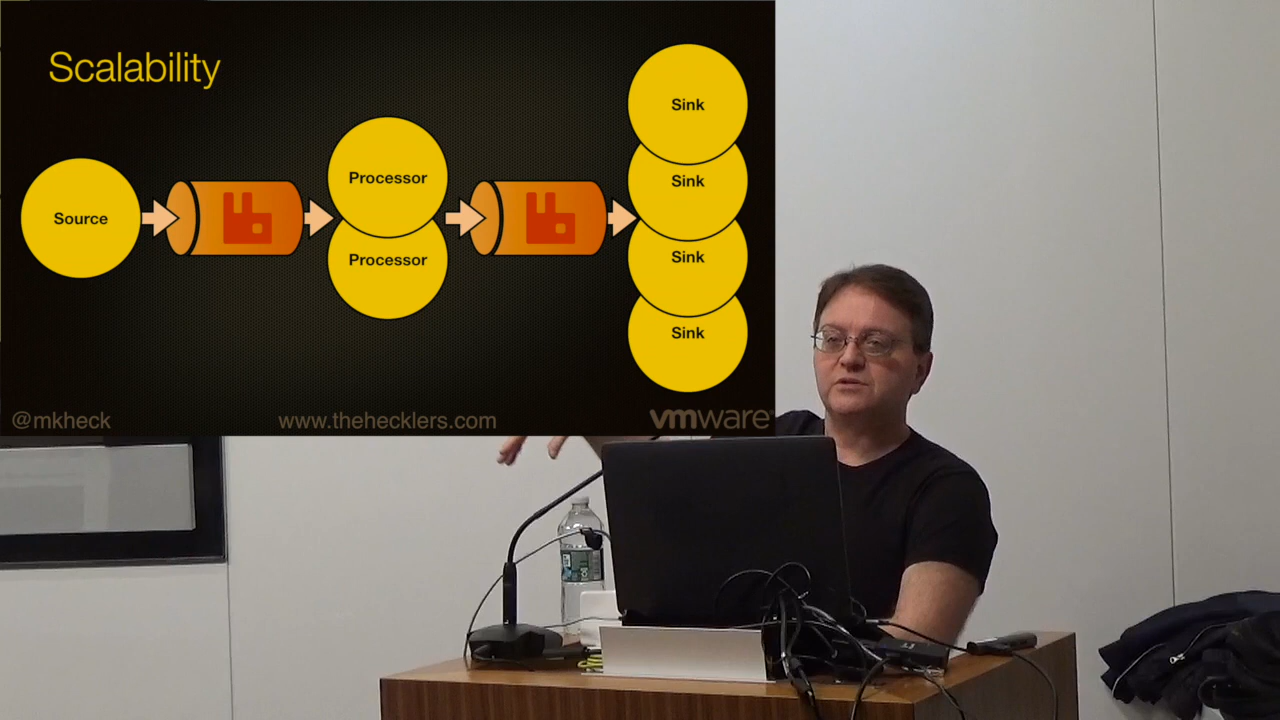 Scalability
Source
Processor
Processor
Sink
Sink
Sink
Sink
@mkheck
www.thehecklers.com
vmware